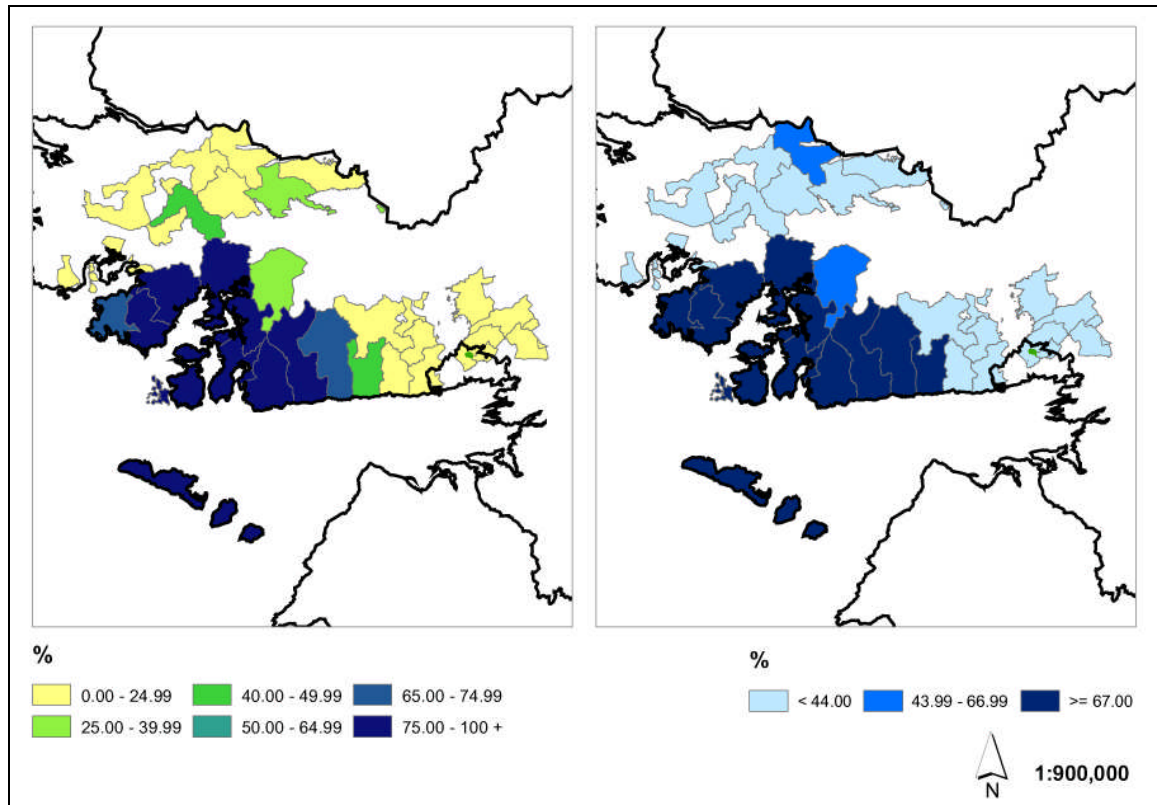 %
0.00 - 24.99 40.00 - 49.99 65.00 - 74.99
25.00 - 39.99 50.00 - 64.99 75.00 - 100 +
%
< 44.00 43.99 - 66.99 >= 67.00
N 1:900,000